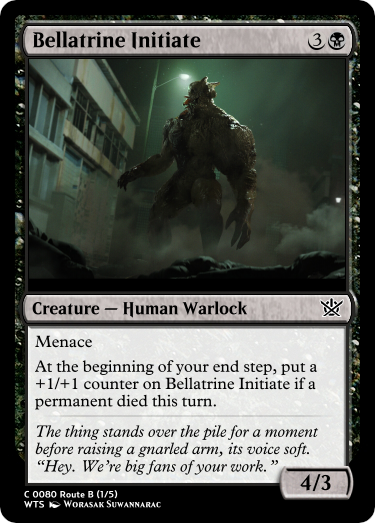 Bellatrine Initiate 3
Creature — Human Warlock
Menace
At the beginning of your end step, put a
+1/+1 counter on Bellatrine Initiate if a
permanent died this turn.
The thing stands over the pile for a moment
before raising a gnarled arm, its voice soft.
“Hey. We’re big fans of your work.”
4/3
C 0080 Route B (1/5)
WTS Worasak Suwannarac